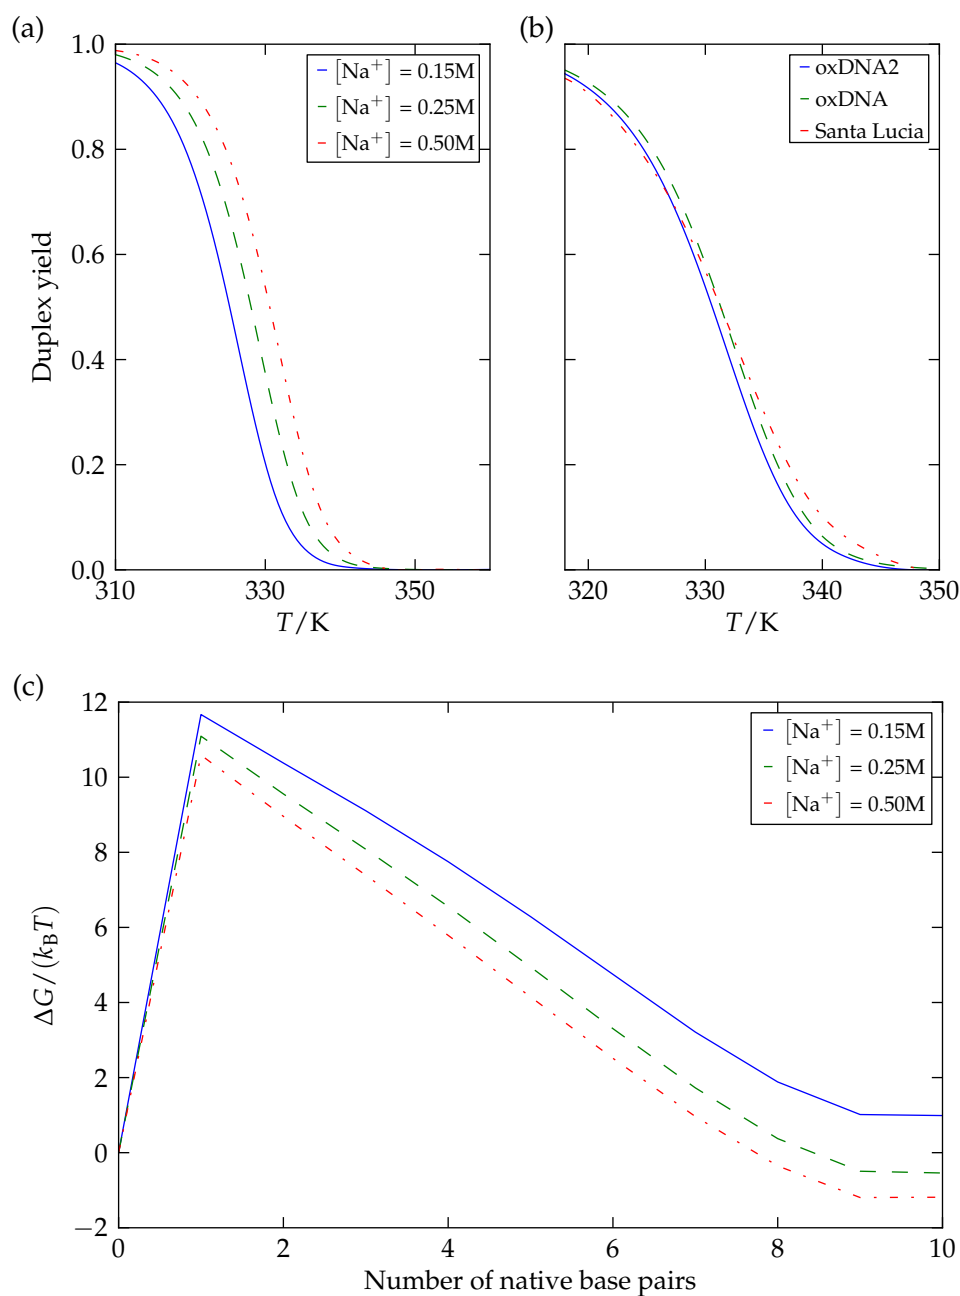 (a)
(b)
1.0
0.8
0.6
0.4
0.2
0.0
Duplex yield
310
330
350
T/K
[Na⁺] = 0.15M
[Na⁺] = 0.25M
[Na⁺] = 0.50M
320
330
340
350
T/K
oxDNA2
oxDNA
Santa Lucia
(c)
12
10
8
6
4
2
0
−2
ΔG/(k_BT)
0
2
4
6
8
10
Number of native base pairs
[Na⁺] = 0.15M
[Na⁺] = 0.25M
[Na⁺] = 0.50M